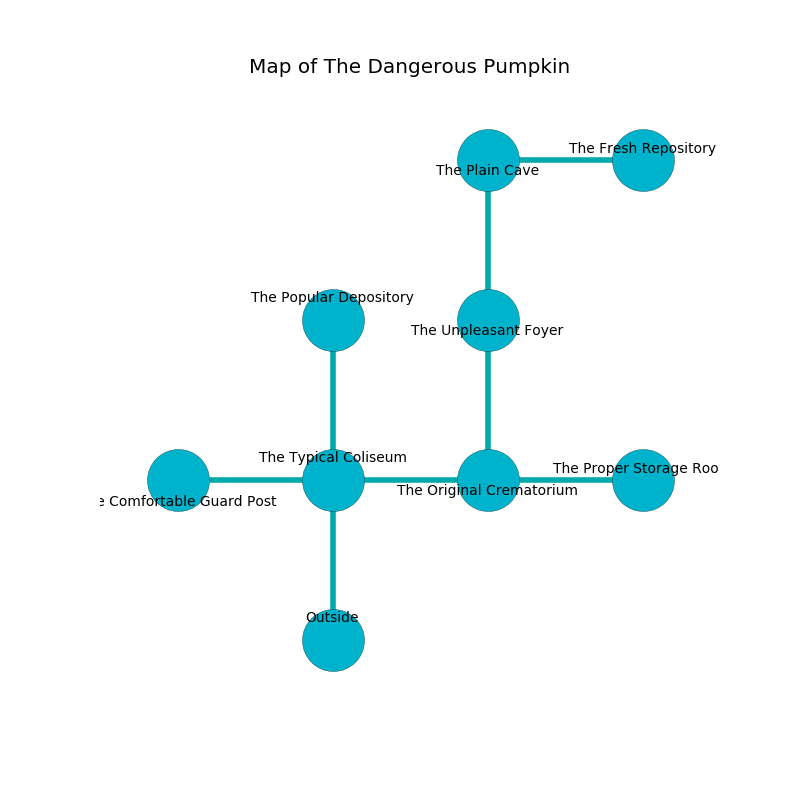 Map of The Dangerous Pumpkin
The Fresh Repository
The Plain Cave
The Popular Depository
The Unpleasant Foyer
The Typical Coliseum
The Proper Storage Roo
The Original Crematorium
e Comfortable Guard Post
Outside